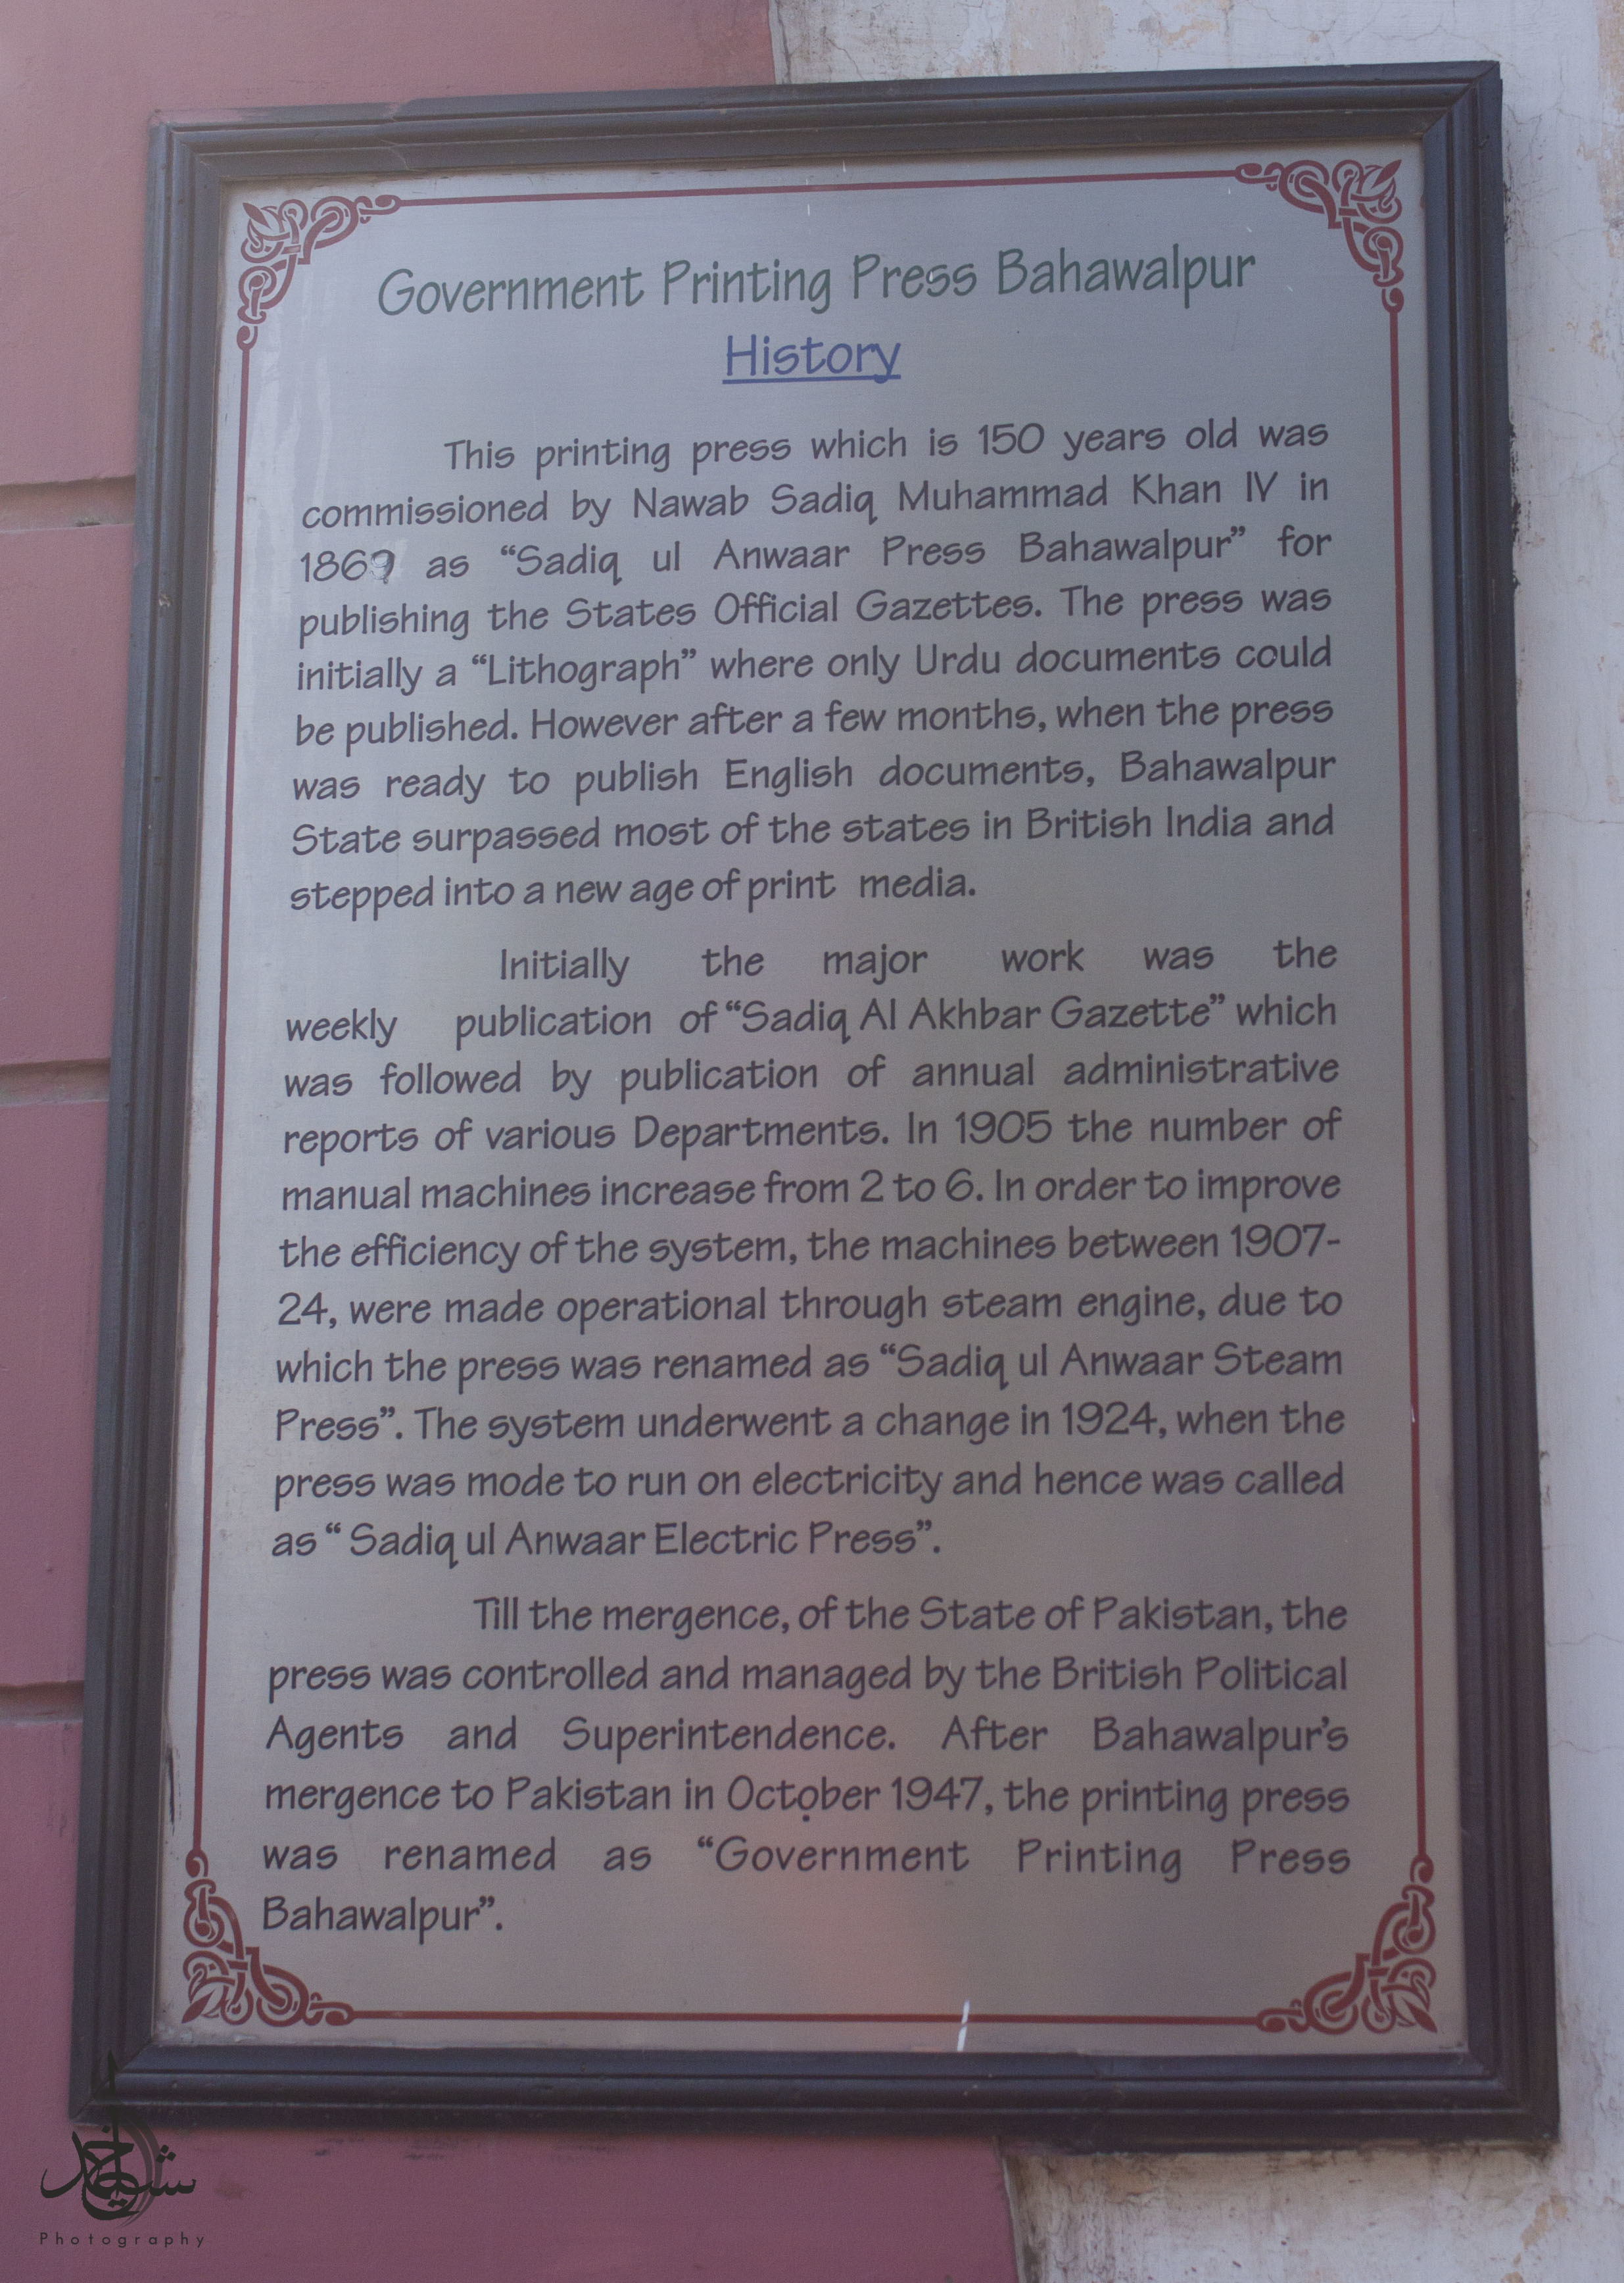 Government Printing Press Bahawalpur
History
This printing press which is 150 years old was
commissioned by Nawab Sadiq Muhammad Khan IV in
1869 as “Sadiq ul Anwaar Press Bahawalpur” for
publishing the States Official Gazettes. The press was
initially a “Lithograph” where only Urdu documents could
be published. However after a few months, when the press
was ready to publish English documents, Bahawalpur
State surpassed most of the states in British India and
stepped into a new age of print media.
Initially the major work was the
weekly publication of “Sadiq Al Akhbar Gazette” which
was followed by publication of annual administrative
reports of various Departments. In 1905 the number of
manual machines increase from 2 to 6. In order to improve
the efficiency of the system, the machines between 1907-
24, were made operational through steam engine, due to
which the press was renamed as “Sadiq ul Anwaar Steam
Press”. The system underwent a change in 1924, when the
press was mode to run on electricity and hence was called
as “ Sadiq ul Anwaar Electric Press”.
Till the mergence, of the State of Pakistan, the
press was controlled and managed by the British Political
Agents and Superintendence. After Bahawalpur’s
mergence to Pakistan in October 1947, the printing press
was renamed as “Government Printing Press
Bahawalpur”.
Photography